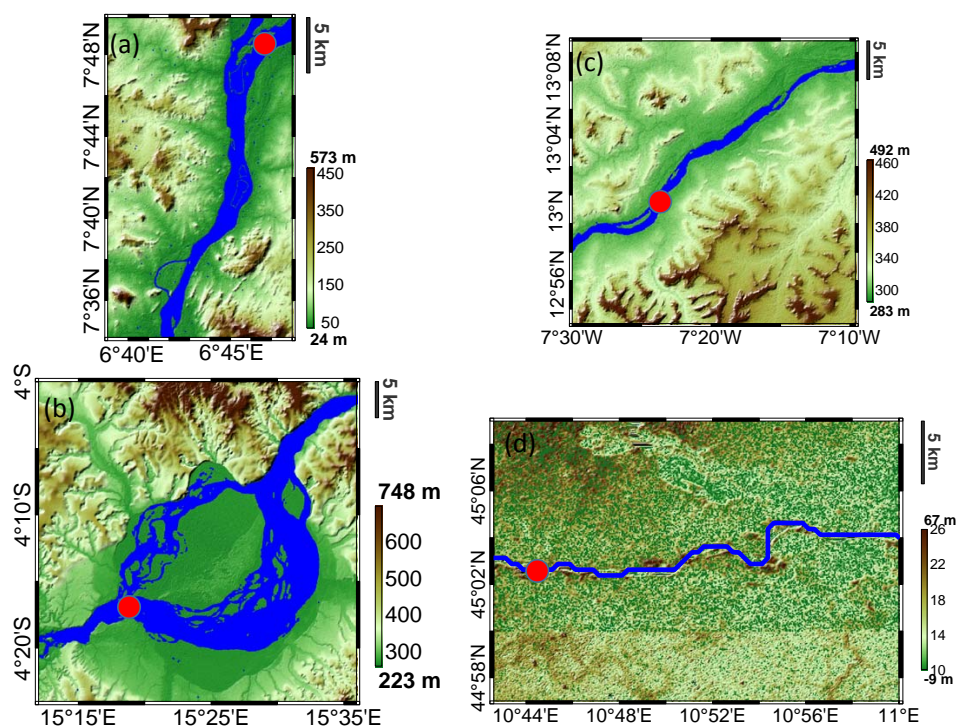 (a)
7°48'N
7°44'N
7°40'N
7°36'N
6°40'E
6°45'E
5 km
573 m
450
350
250
150
50
24 m
(c)
13°08'N
13°04'N
13°N
12°56'N
7°30'W
7°20'W
7°10'W
5 km
492 m
460
420
380
340
300
283 m
(b)
4°S
4°10'S
4°20'S
15°15'E
15°25'E
15°35'E
5 km
748 m
600
500
400
300
223 m
(d)
45°06'N
45°02'N
44°58'N
10°44'E
10°48'E
10°52'E
10°56'E
11°E
5 km
67 m
26
22
18
14
10
-9 m